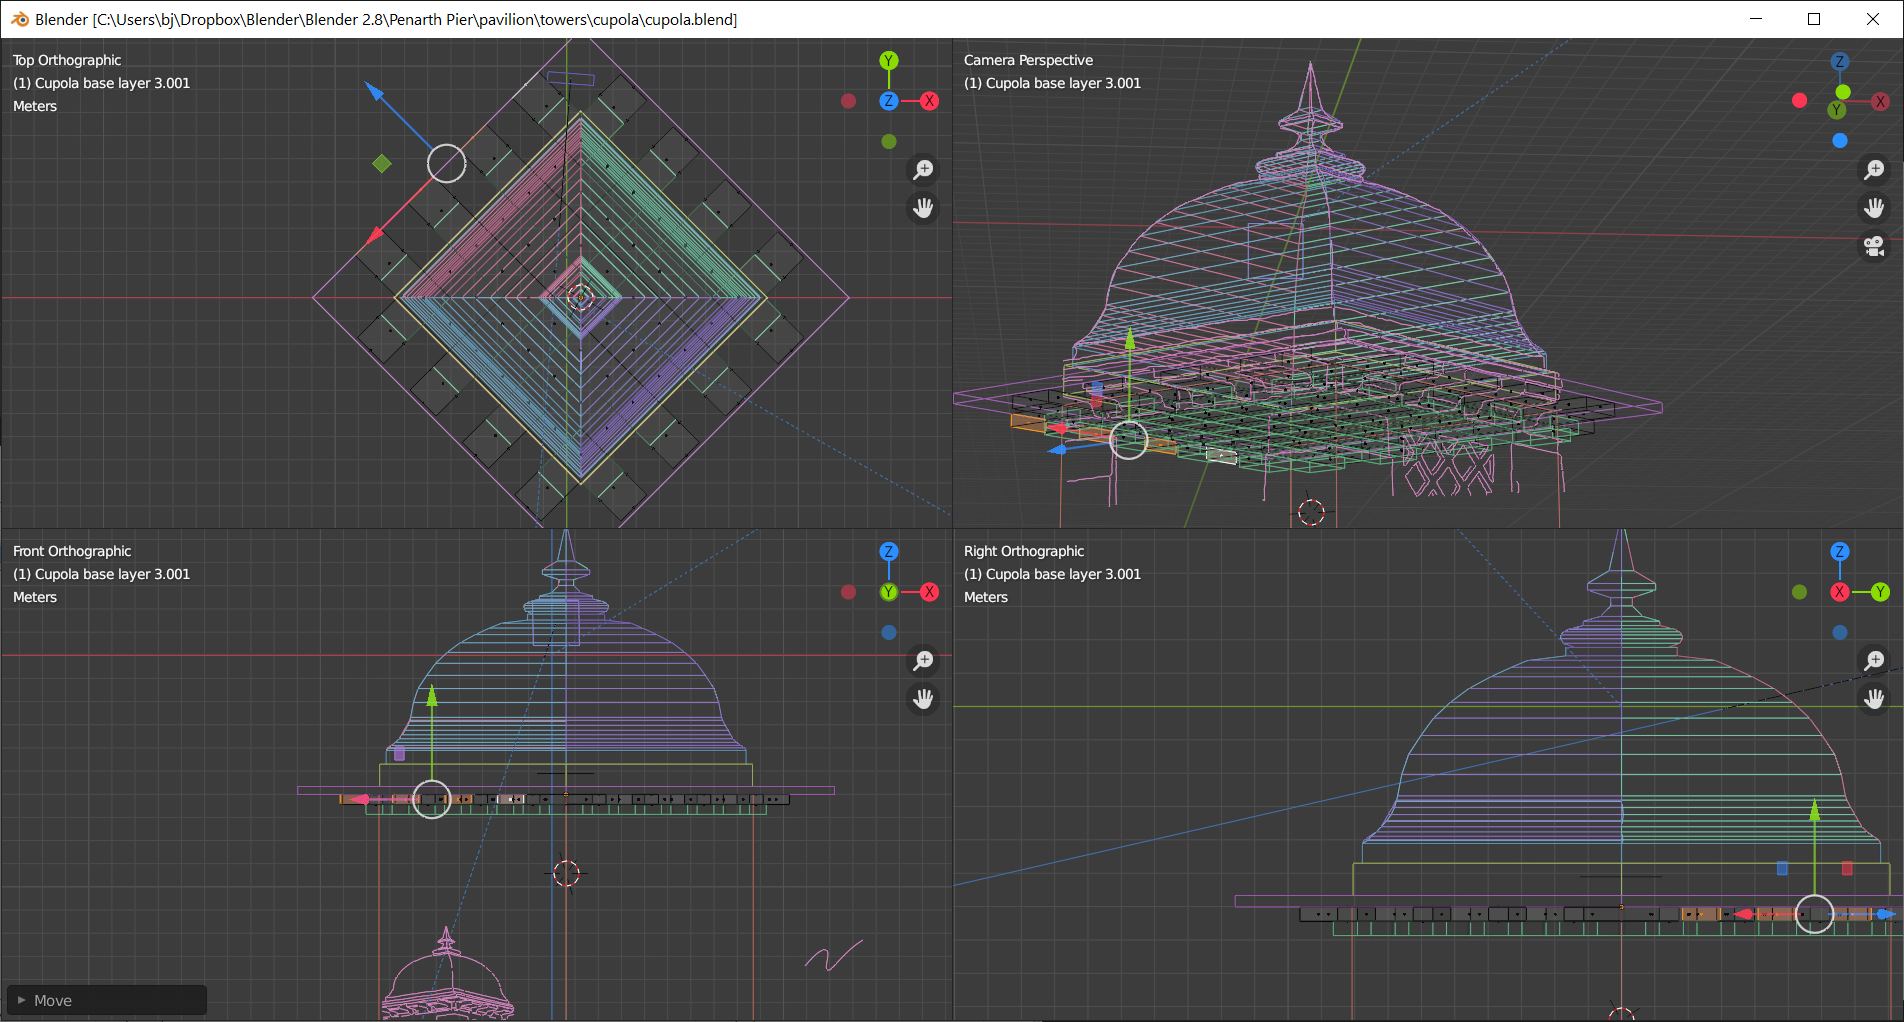 Blender [C:\Users\bj\Dropbox\Blender\Blender 2.8\Penarth Pier\pavilion\towers\cupola\cupola.blend]
Top Orthographic
(1) Cupola base layer 3.001
Meters
Y
Z
X
Camera Perspective
(1) Cupola base layer 3.001
Z
X
Y
Front Orthographic
(1) Cupola base layer 3.001
Meters
Z
Y
X
Move
Right Orthographic
(1) Cupola base layer 3.001
Meters
Z
X
Y